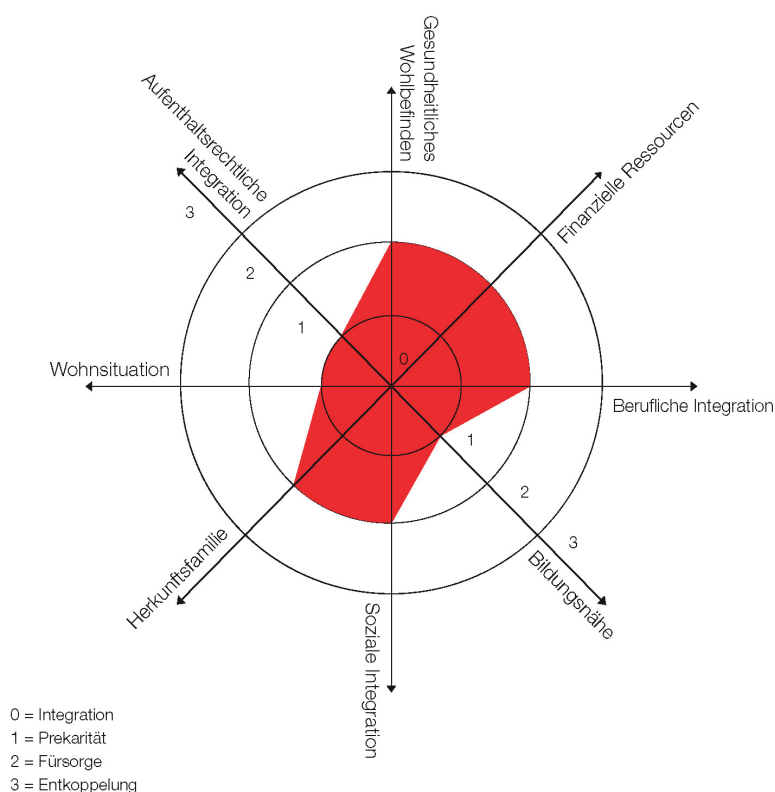 Gesundheitliches
Wohlbefinden
Aufenthaltsrechtliche
Integration
Finanzielle Ressourcen
3
2
1
0
Wohnsituation
Berufliche Integration
1
2
3
Herkunftsfamilie
Bildungsnähe
Soziale Integration
0 = Integration
1 = Prekarität
2 = Fürsorge
3 = Entkoppelung